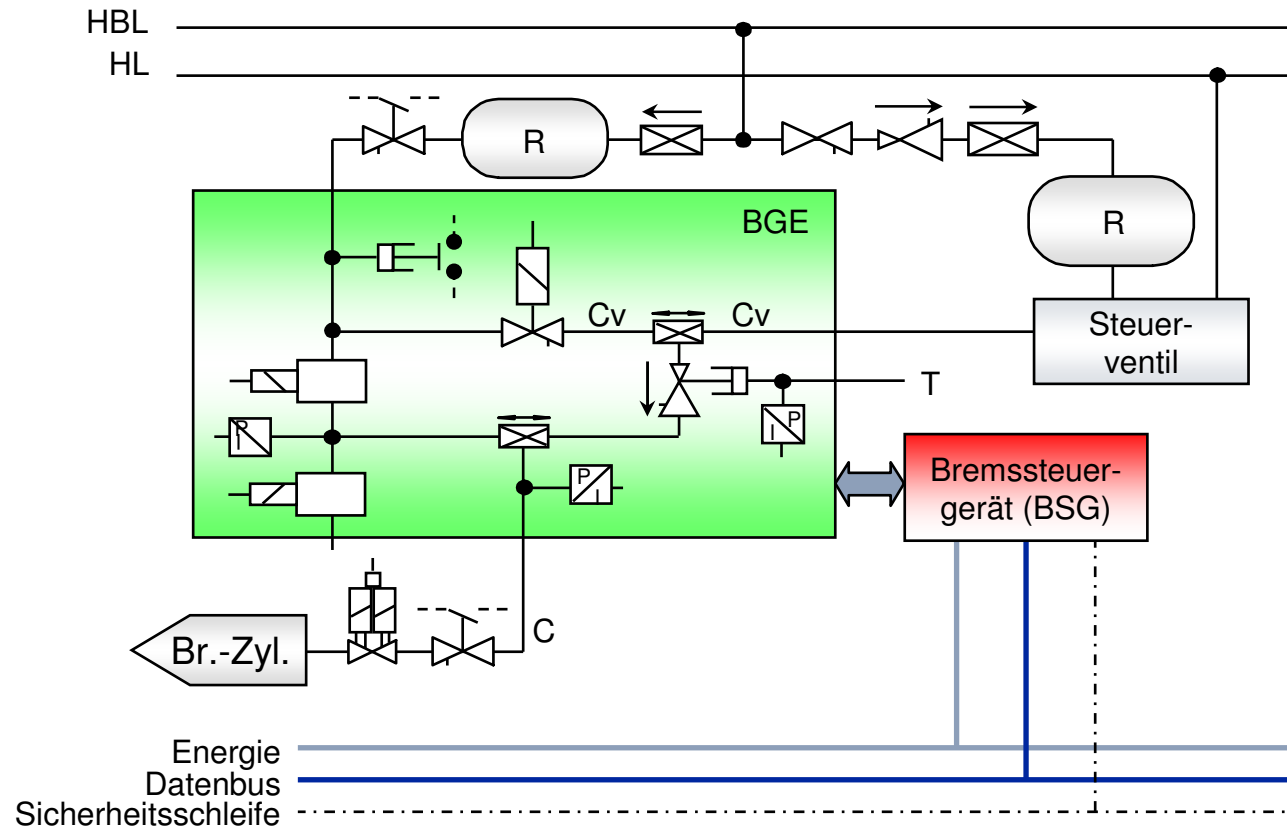 HBL
HL
R
R
BGE
Cv
Cv
Steuer-
ventil
T
P
I
I
P
P
I
Bremssteuer-
gerät (BSG)
C
Br.-Zyl.
Energie
Datenbus
Sicherheitsschleife